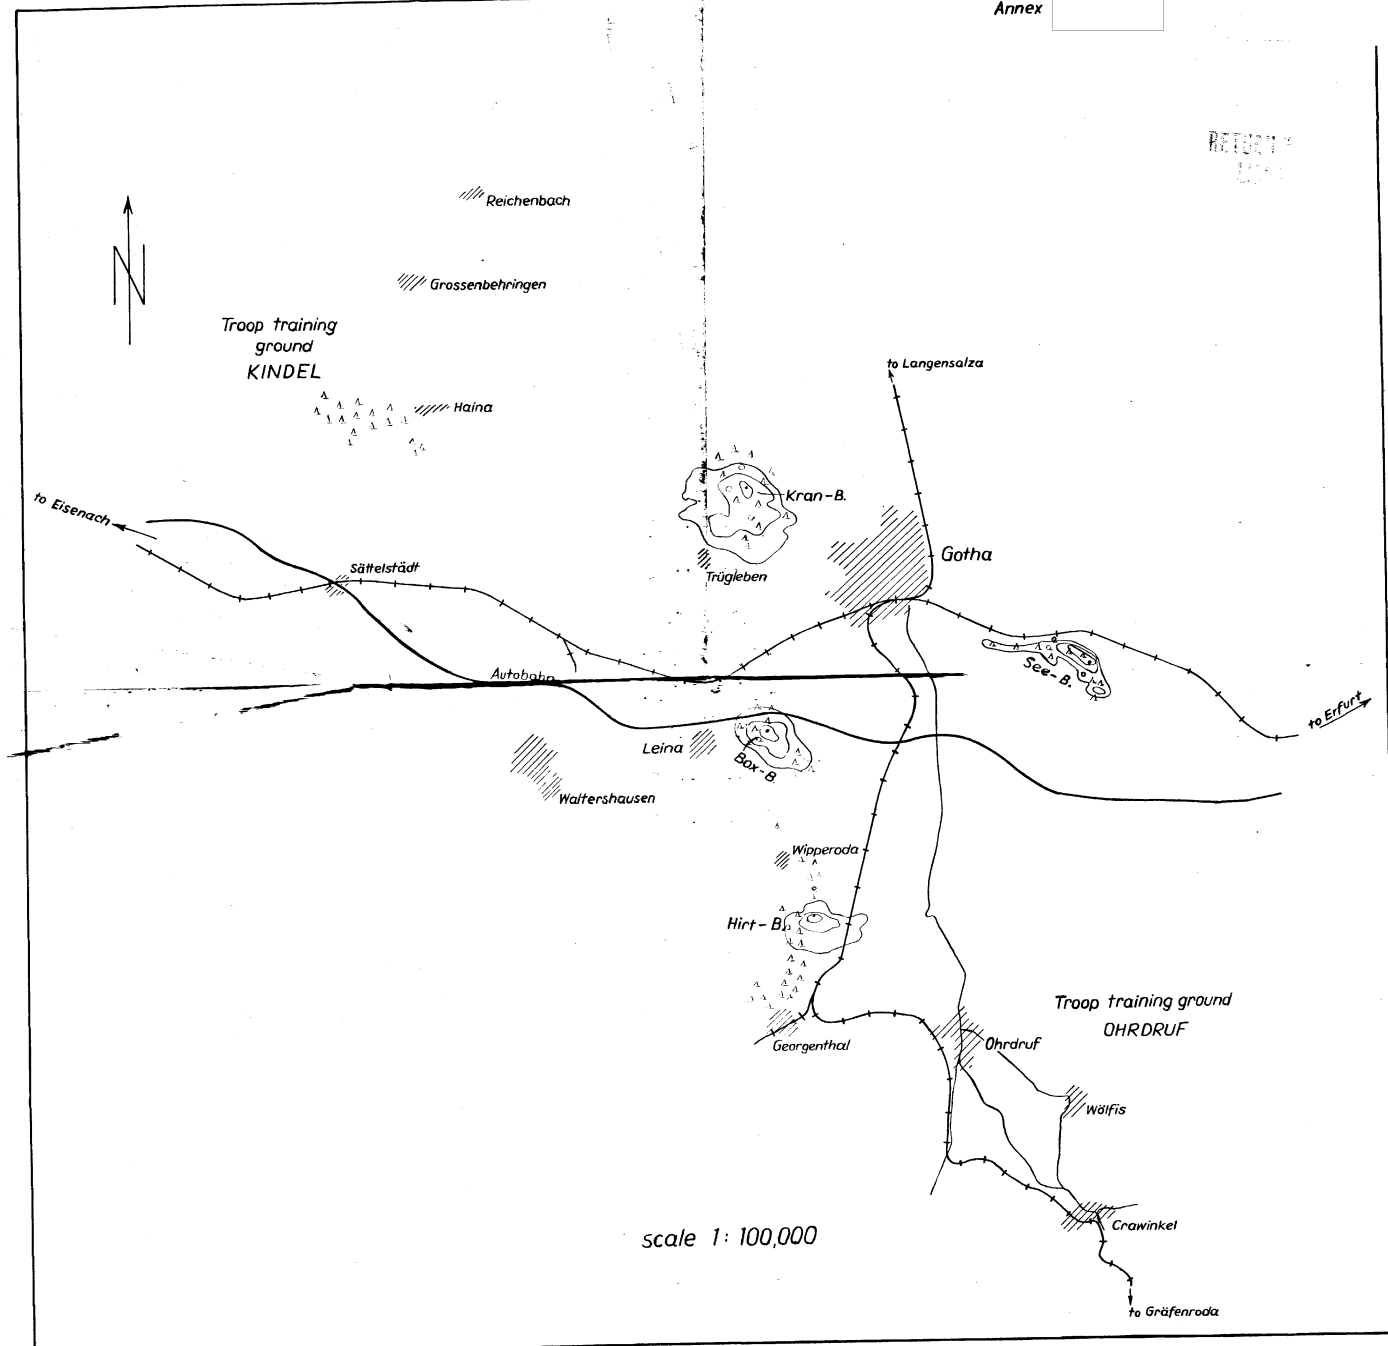 Annex
Reichenbach
Grossenbehringen
Troop training
ground
KINDEL
to Langensalza
Haina
Kran-B.
to Eisenach
Gotha
Sättelstädt
Trügleben
See-B.
Autobahn
to Erfurt
Leina
Box-B.
Waltershausen
Wipperoda
Hirt-B.
Troop training ground
OHRDRUF
Georgenthal
Ohrdruf
Wölfis
Crawinkel
scale 1: 100,000
to Gräfenroda